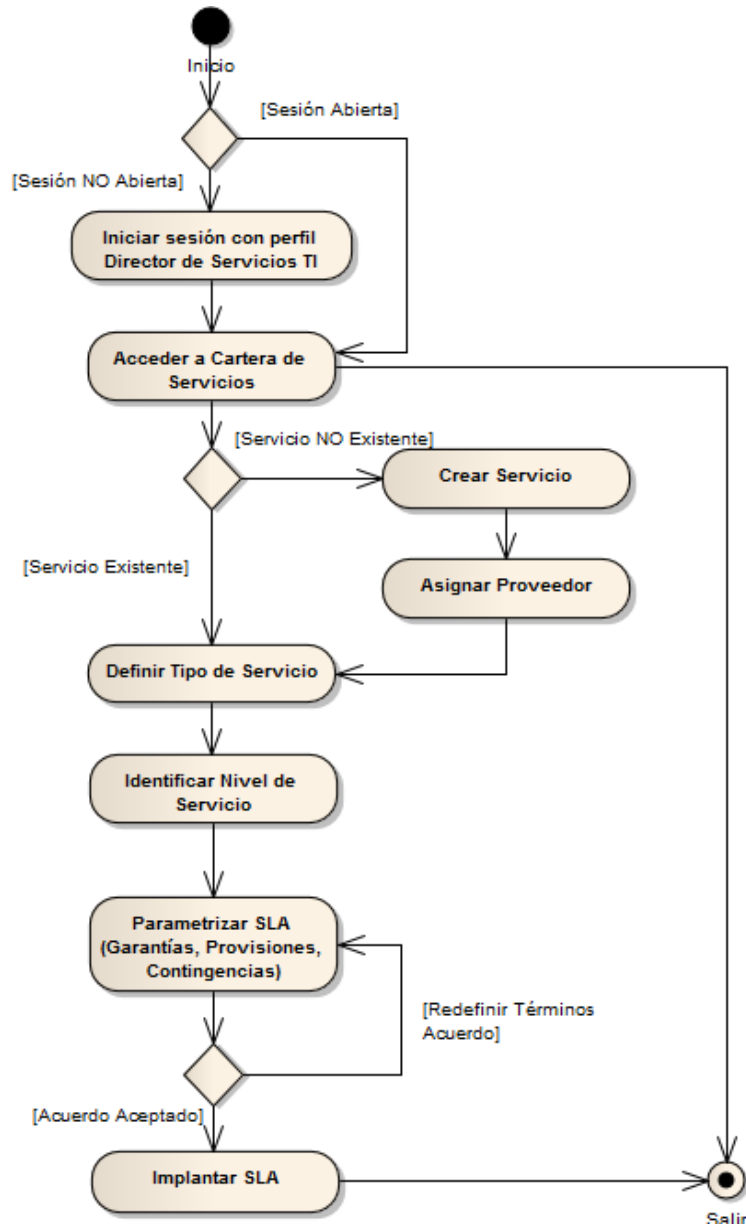 Inicio
[Sesión Abierta]
[Sesión NO Abierta]
Iniciar sesión con perfil
Director de Servicios TI
Acceder a Cartera de
Servicios
[Servicio NO Existente]
Crear Servicio
[Servicio Existente]
Asignar Proveedor
Definir Tipo de Servicio
Identificar Nivel de
Servicio
Parametrizar SLA
(Garantías, Provisiones,
Contingencias)
[Redefinir Términos
Acuerdo]
[Acuerdo Aceptado]
Implantar SLA
Salir